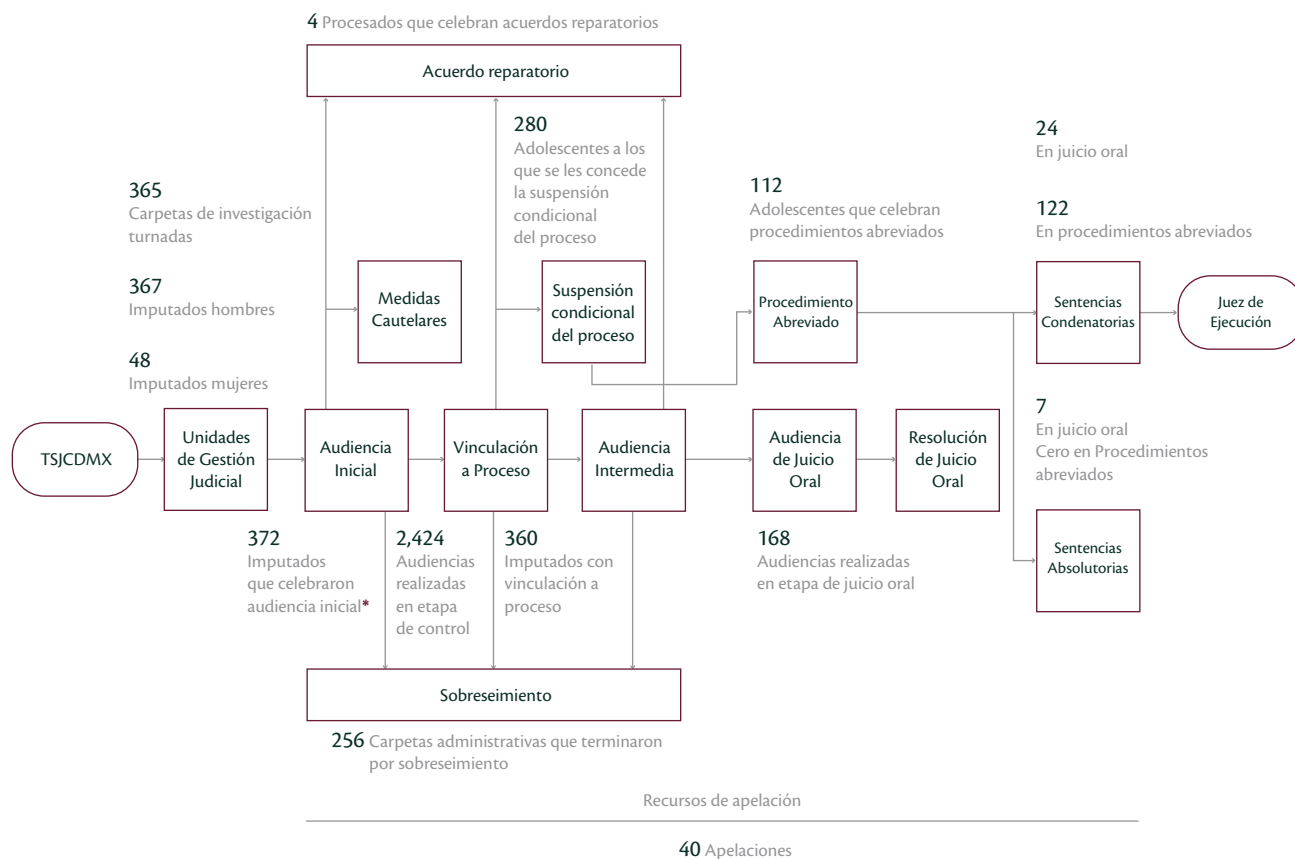 4 Procesados que celebran acuerdos reparatorios
Acuerdo reparatorio
280
Adolescentes a los
que se les concede
la suspensión
condicional
del proceso
24
En juicio oral
365
Carpetas de investigación
turnadas
112
Adolescentes que celebran
procedimientos abreviados
122
En procedimientos abreviados
367
Imputados hombres
Medidas
Cautelares
Suspensión
condicional
del proceso
Procedimiento
Abreviado
Sentencias
Condenatorias
Juez de
Ejecución
48
Imputados mujeres
7
En juicio oral
Cero en Procedimientos
abreviados
TSJCDMX
Unidades
de Gestión
Judicial
Audiencia
Inicial
Vinculación
a Proceso
Audiencia
Intermedia
Audiencia
de Juicio
Oral
Resolución
de Juicio
Oral
372
Imputados
que celebraron
audiencia inicial*
2,424
Audiencias
realizadas
en etapa
de control
360
Imputados con
vinculación a
proceso
168
Audiencias realizadas
en etapa de juicio oral
Sentencias
Absolutorias
Sobreseimiento
256 Carpetas administrativas que terminaron
por sobreseimiento
Recursos de apelación
40 Apelaciones